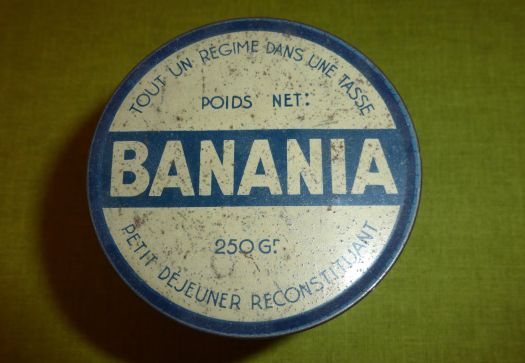 TOUT UN RÉGIME DANS UNE TASSE
POIDS NET:
BANANIA
250 Gr
PETIT DÉJEUNER RECONSTITUANT